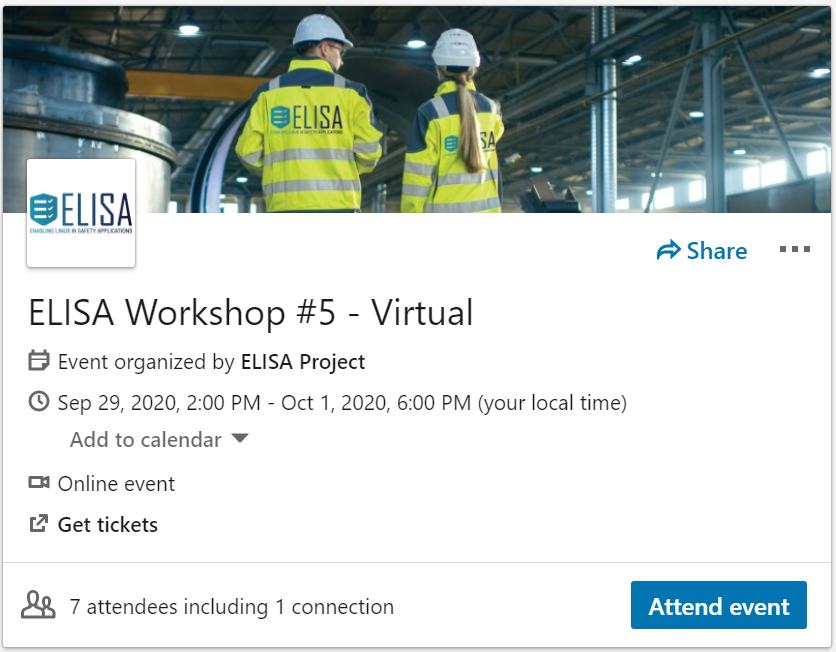 ELISA
ELISA
ENABLING LINUX IN SAFETY APPLICATIONS
Share
ELISA Workshop #5 - Virtual
Event organized by ELISA Project
Sep 29, 2020, 2:00 PM - Oct 1, 2020, 6:00 PM (your local time)
Add to calendar
Online event
Get tickets
7 attendees including 1 connection
Attend event